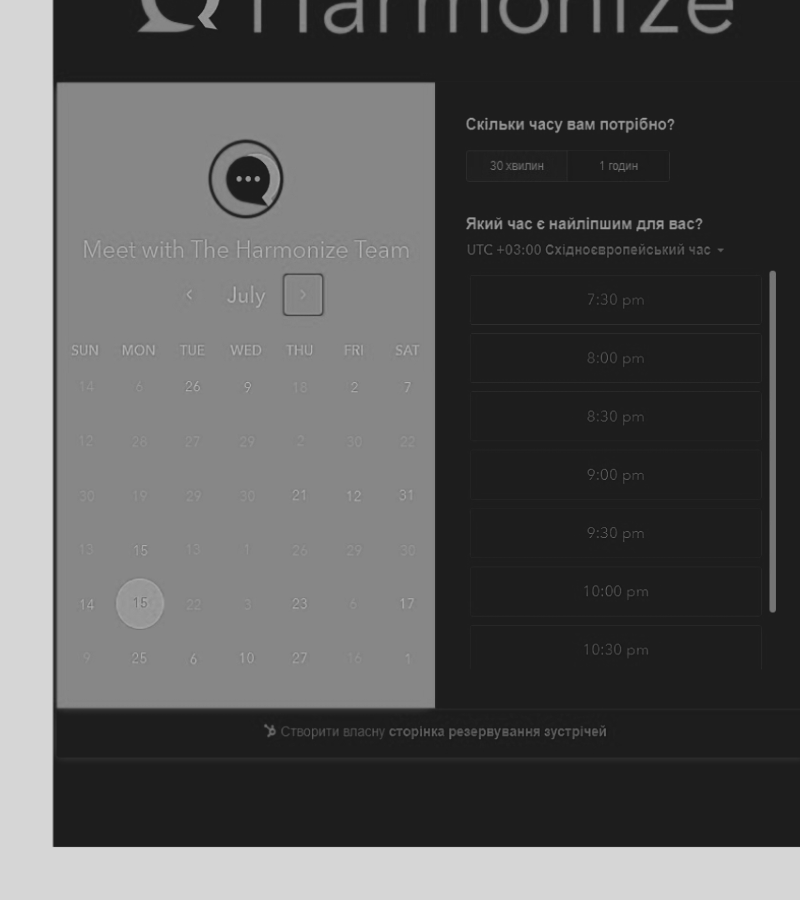 Harmonize
Meet with The Harmonize Team
July
SUN MON TUE WED THU FRI SAT
14 6 26 9 18 2 7
12 28 27 29 2 30 22
30 19 29 30 21 12 31
13 15 13 1 26 29 30
14 15 22 3 23 6 17
9 25 6 10 27 16 1
Скільки часу вам потрібно?
30 хвилин 1 годин
Який час є найліпшим для вас?
UTC +03:00 Східноєвропейський час
7:30 pm
8:00 pm
8:30 pm
9:00 pm
9:30 pm
10:00 pm
10:30 pm
Створити власну сторінка резервування зустрічей